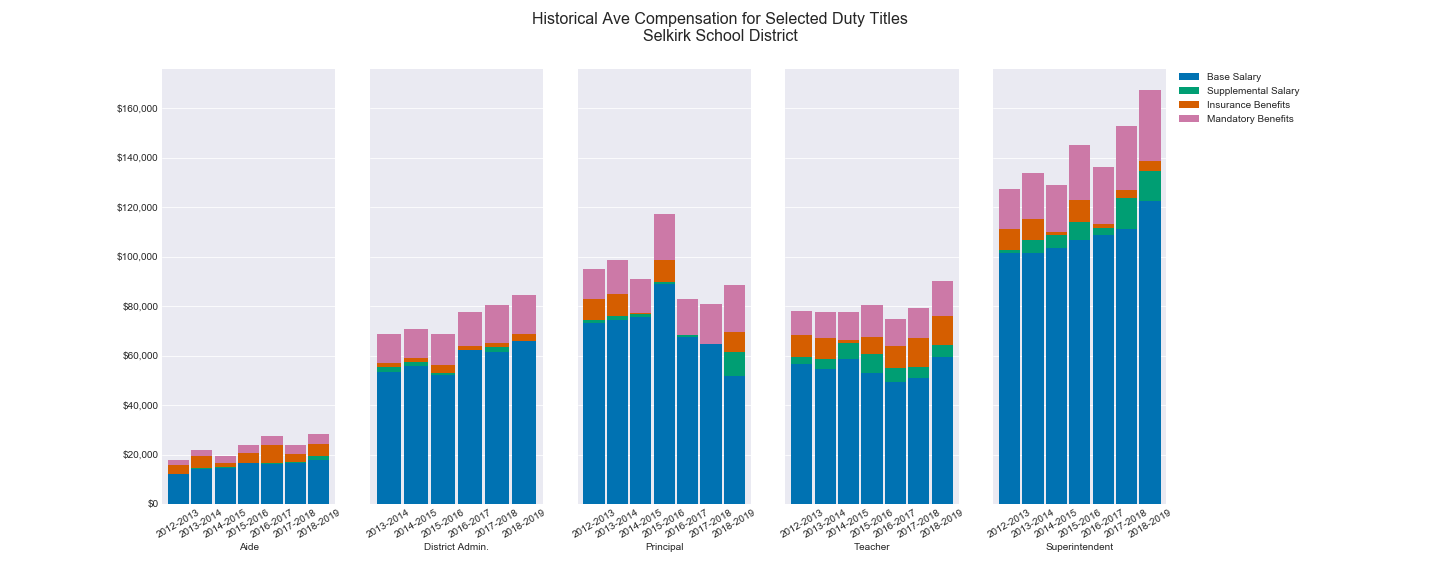 Historical Ave Compensation for Selected Duty Titles
Selkirk School District
Base Salary
Supplemental Salary
Insurance Benefits
Mandatory Benefits
$160,000
$140,000
$120,000
$100,000
$80,000
$60,000
$40,000
$20,000
$0
2012-2013 2013-2014 2014-2015 2015-2016 2016-2017 2017-2018 2018-2019
Aide
2013-2014 2014-2015 2015-2016 2016-2017 2017-2018 2018-2019
District Admin.
2012-2013 2013-2014 2014-2015 2015-2016 2016-2017 2017-2018 2018-2019
Principal
2012-2013 2013-2014 2014-2015 2015-2016 2016-2017 2017-2018 2018-2019
Teacher
2012-2013 2013-2014 2014-2015 2015-2016 2016-2017 2017-2018 2018-2019
Superintendent